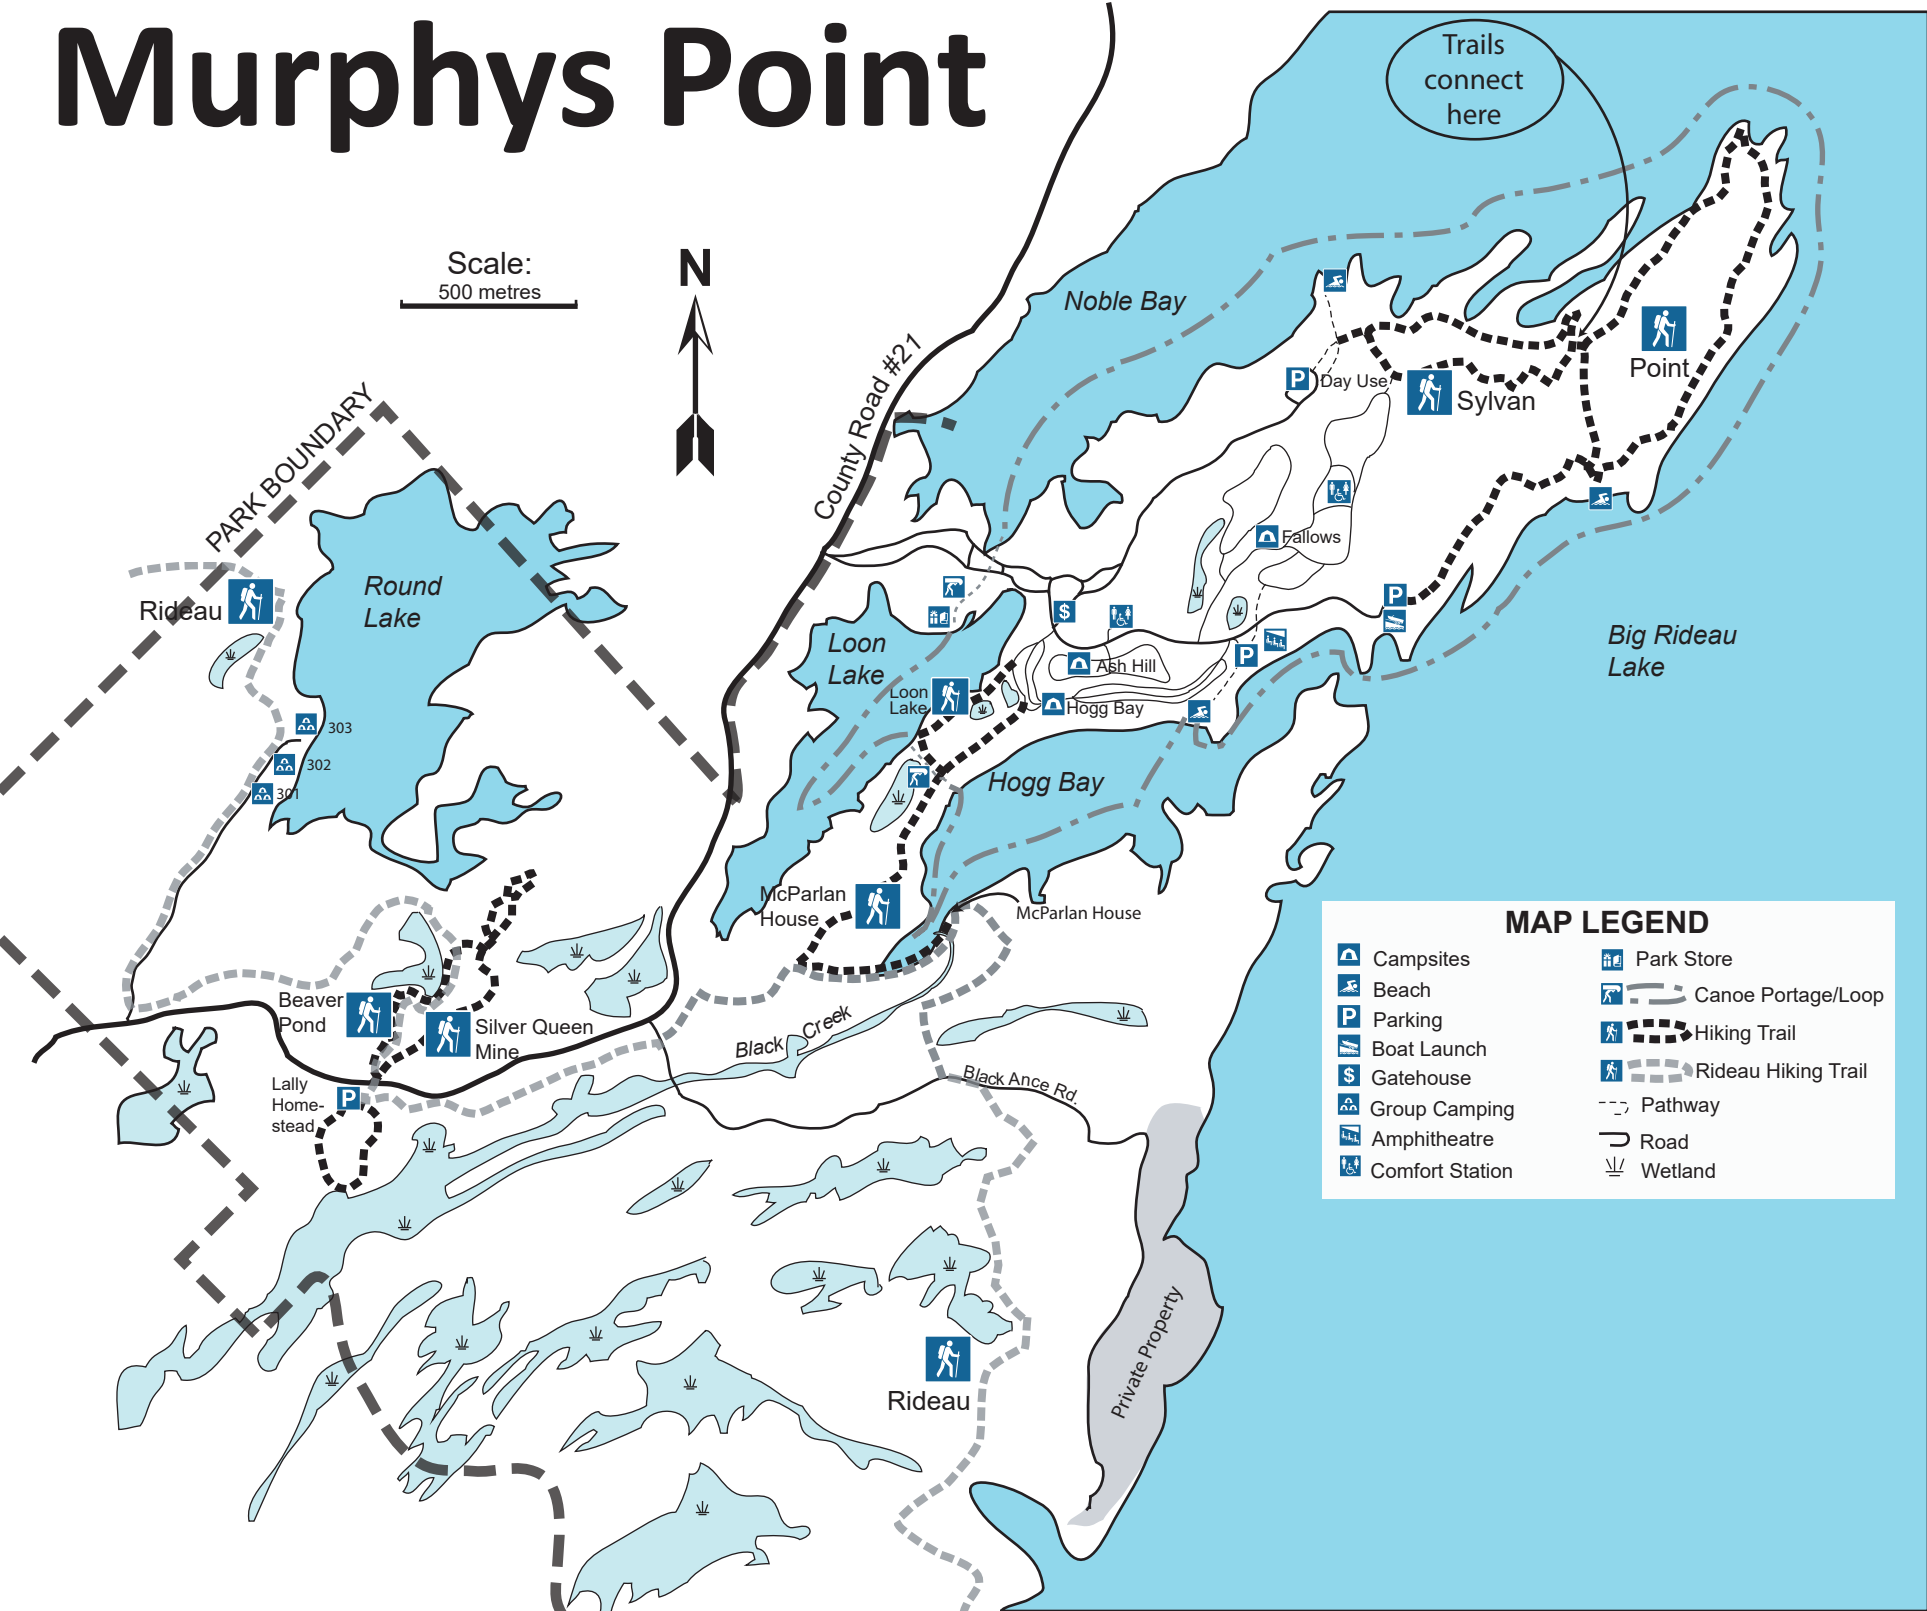 Murphys Point
Trails
connect
here
Scale:
500 metres
N
Noble Bay
County Road #21
PARK BOUNDARY
Point
Day Use
Sylvan
Round
Lake
Rideau
Fallows
Loon
Lake
Ash Hill
Big Rideau
Lake
Loon
Lake
Hogg Bay
303
302
301
Hogg Bay
McParlan
House
McParlan House
Beaver
Pond
Silver Queen
Mine
Black Creek
Black Ance Rd.
Lally
Home-
stead
P
P
P
P
$
Rideau
Private Property
MAP LEGEND
Campsites
Beach
P Parking
Boat Launch
$ Gatehouse
Group Camping
Amphitheatre
Comfort Station
Park Store
Canoe Portage/Loop
Hiking Trail
Rideau Hiking Trail
Pathway
Road
Wetland